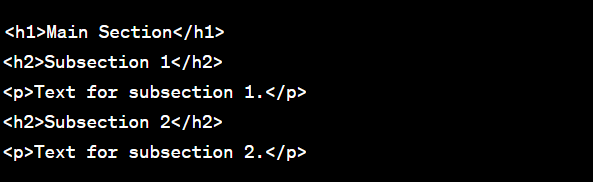 <h1>Main Section</h1>
<h2>Subsection 1</h2>
<p>Text for subsection 1.</p>
<h2>Subsection 2</h2>
<p>Text for subsection 2.</p>